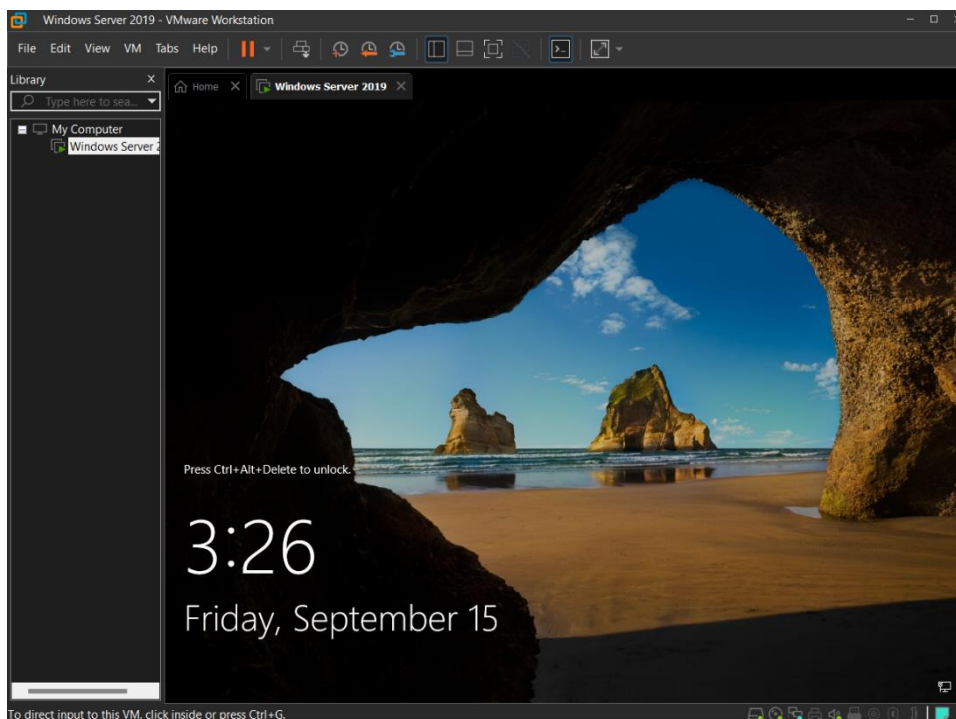 Windows Server 2019 - VMware Workstation
File Edit View VM Tabs Help
Library X
Type here to sea...
Home Windows Server 2019
My Computer
Windows Server 2
Press Ctrl+Alt+Delete to unlock.
3:26
Friday, September 15
To direct input to this VM, click inside or press Ctrl+G.